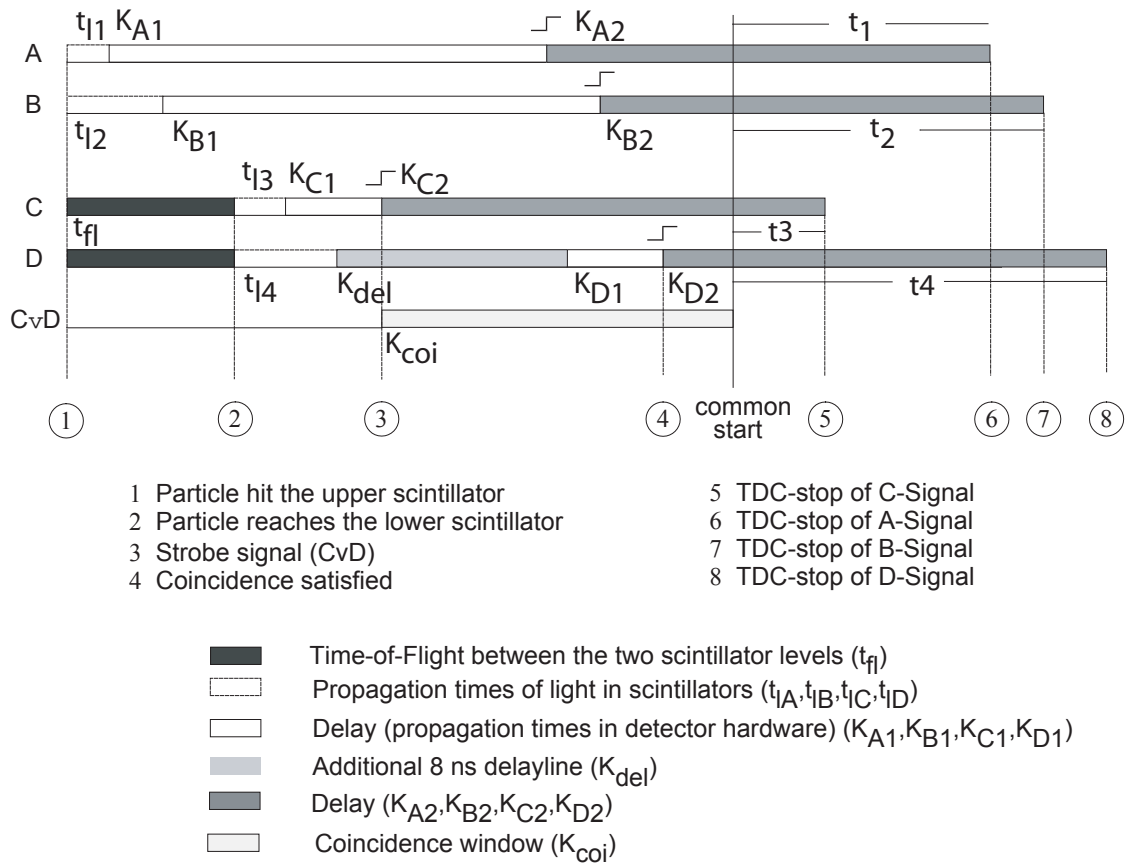 t_l1 K_A1 K_A2 t_1
A
B
t_l2 K_B1 K_B2 t_2
t_l3 K_C1 K_C2
C
t_fl t3
D
t_l4 K_del K_D1 K_D2 t4
CvD
K_coi
1 2 3 4 common start 5 6 7 8
1 Particle hit the upper scintillator
2 Particle reaches the lower scintillator
3 Strobe signal (CvD)
4 Coincidence satisfied
5 TDC-stop of C-Signal
6 TDC-stop of A-Signal
7 TDC-stop of B-Signal
8 TDC-stop of D-Signal
Time-of-Flight between the two scintillator levels (t_fl)
Propagation times of light in scintillators (t_lA,t_lB,t_lC,t_lD)
Delay (propagation times in detector hardware) (K_A1,K_B1,K_C1,K_D1)
Additional 8 ns delayline (K_del)
Delay (K_A2,K_B2,K_C2,K_D2)
Coincidence window (K_coi)